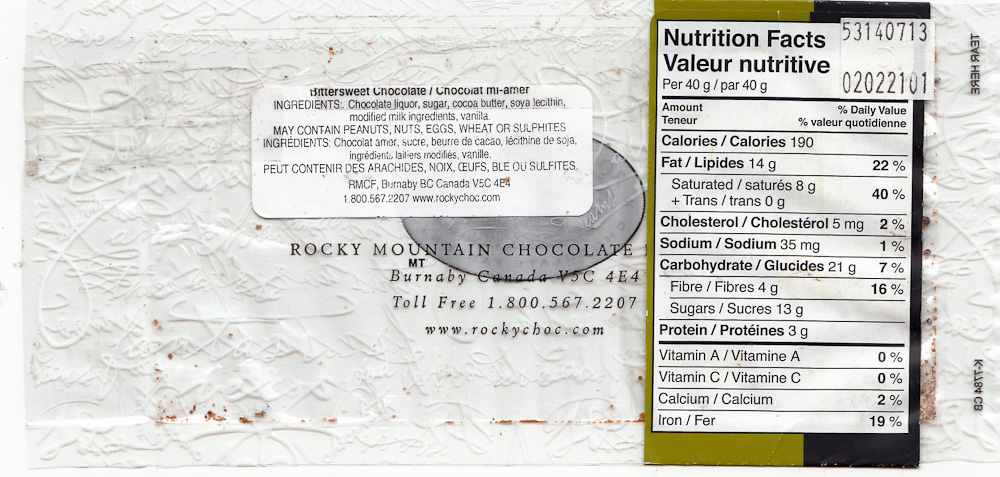 Bittersweet Chocolate / Chocolat mi-amer
INGREDIENTS: Chocolate liquor, sugar, cocoa butter, soya lecithin,
modified milk ingredients, vanilla.
MAY CONTAIN PEANUTS, NUTS, EGGS, WHEAT OR SULPHITES
INGRÉDIENTS: Chocolat amer, sucre, beurre de cacao, lécithine de soja,
ingrédients laitiers modifiés, vanille.
PEUT CONTENIR DES ARACHIDES, NOIX, ŒUFS, BLE OU SULFITES.
RMCF, Burnaby BC Canada V5C 4E4
1.800.567.2207 www.rockychoc.com
ROCKY MOUNTAIN CHOCOLATE
MT
Burnaby Canada V5C 4E4
Toll Free 1.800.567.2207
www.rockychoc.com
53140713
02022101
Nutrition Facts
Valeur nutritive
Per 40 g / par 40 g
Amount % Daily Value
Teneur % valeur quotidienne
Calories / Calories 190
Fat / Lipides 14 g 22 %
Saturated / saturés 8 g
+ Trans / trans 0 g 40 %
Cholesterol / Cholestérol 5 mg 2 %
Sodium / Sodium 35 mg 1 %
Carbohydrate / Glucides 21 g 7 %
Fibre / Fibres 4 g 16 %
Sugars / Sucres 13 g
Protein / Protéines 3 g
Vitamin A / Vitamine A 0 %
Vitamin C / Vitamine C 0 %
Calcium / Calcium 2 %
Iron / Fer 19 %
TEAR HERE
K-7784 CB